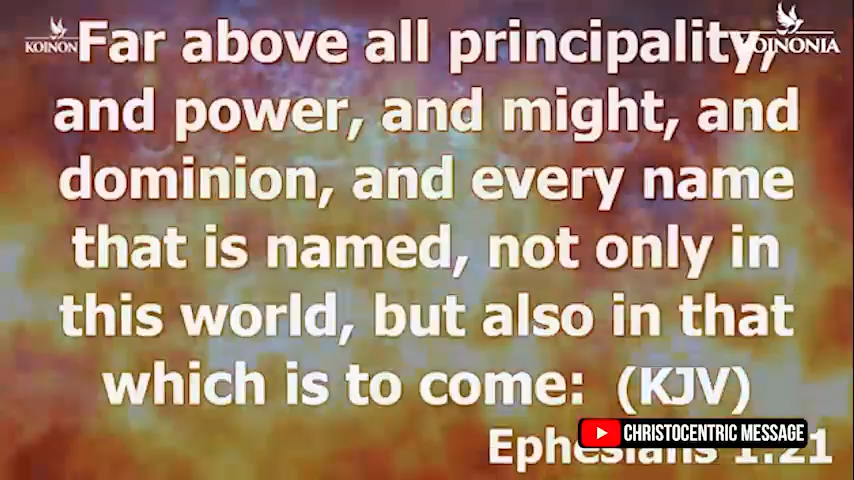 KOINON
KOINONIA
Far above all principality,
and power, and might, and
dominion, and every name
that is named, not only in
this world, but also in that
which is to come: (KJV)
CHRISTOCENTRIC MESSAGE
Ephesians 1:21